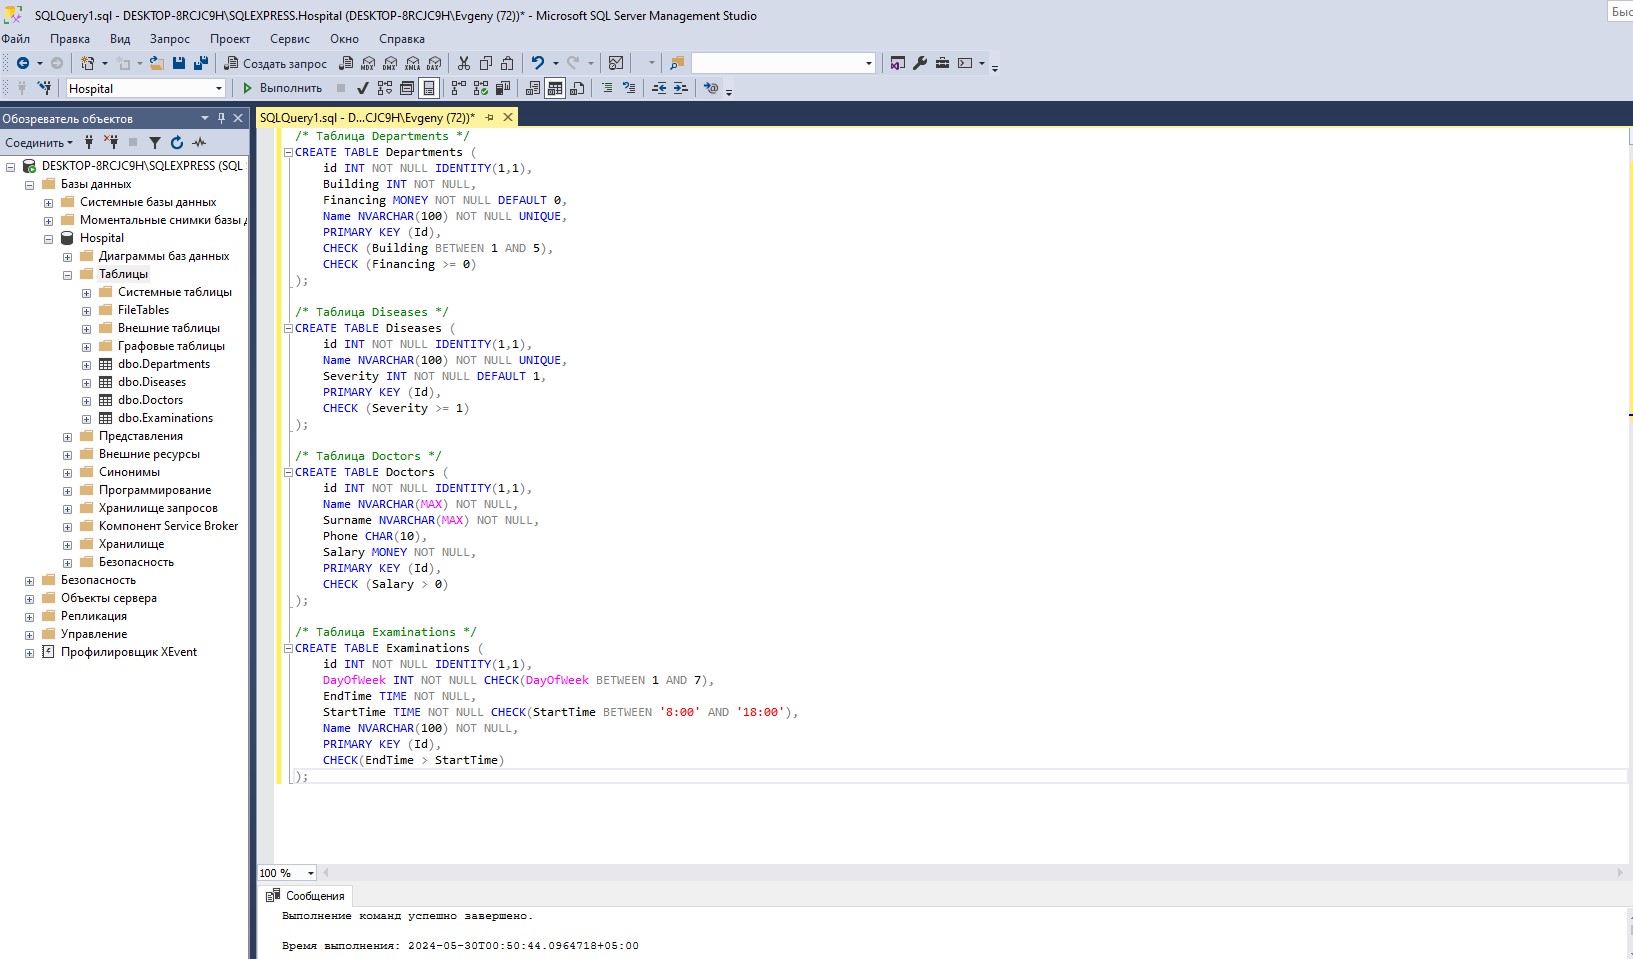 SQLQuery1.sql - DESKTOP-8RCJC9H\SQLEXPRESS.Hospital (DESKTOP-8RCJC9H\Evgeny (72))* - Microsoft SQL Server Management Studio
Быс
Файл Правка Вид Запрос Проект Сервис Окно Справка
Создать запрос MDX DMX XMLA DAX
Hospital Выполнить
Обозреватель объектов
Соединить
DESKTOP-8RCJC9H\SQLEXPRESS (SQL
Базы данных
Системные базы данных
Моментальные снимки базы д
Hospital
Диаграммы баз данных
Таблицы
Системные таблицы
FileTables
Внешние таблицы
Графовые таблицы
dbo.Departments
dbo.Diseases
dbo.Doctors
dbo.Examinations
Представления
Внешние ресурсы
Синонимы
Программирование
Хранилище запросов
Компонент Service Broker
Хранилище
Безопасность
Безопасность
Объекты сервера
Репликация
Управление
Профилировщик XEvent
SQLQuery1.sql - D...CJC9H\Evgeny (72))*
/* Таблица Departments */
CREATE TABLE Departments (
id INT NOT NULL IDENTITY(1,1),
Building INT NOT NULL,
Financing MONEY NOT NULL DEFAULT 0,
Name NVARCHAR(100) NOT NULL UNIQUE,
PRIMARY KEY (Id),
CHECK (Building BETWEEN 1 AND 5),
CHECK (Financing >= 0)
);
/* Таблица Diseases */
CREATE TABLE Diseases (
id INT NOT NULL IDENTITY(1,1),
Name NVARCHAR(100) NOT NULL UNIQUE,
Severity INT NOT NULL DEFAULT 1,
PRIMARY KEY (Id),
CHECK (Severity >= 1)
);
/* Таблица Doctors */
CREATE TABLE Doctors (
id INT NOT NULL IDENTITY(1,1),
Name NVARCHAR(MAX) NOT NULL,
Surname NVARCHAR(MAX) NOT NULL,
Phone CHAR(10),
Salary MONEY NOT NULL,
PRIMARY KEY (Id),
CHECK (Salary > 0)
);
/* Таблица Examinations */
CREATE TABLE Examinations (
id INT NOT NULL IDENTITY(1,1),
DayOfWeek INT NOT NULL CHECK(DayOfWeek BETWEEN 1 AND 7),
EndTime TIME NOT NULL,
StartTime TIME NOT NULL CHECK(StartTime BETWEEN '8:00' AND '18:00'),
Name NVARCHAR(100) NOT NULL,
PRIMARY KEY (Id),
CHECK(EndTime > StartTime)
);
100 %
Сообщения
Выполнение команд успешно завершено.
Время выполнения: 2024-05-30T00:50:44.0964718+05:00